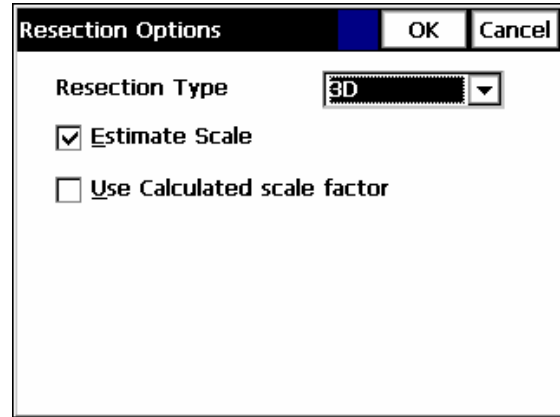 Resection Options OK Cancel
Resection Type 3D
Estimate Scale
Use Calculated scale factor